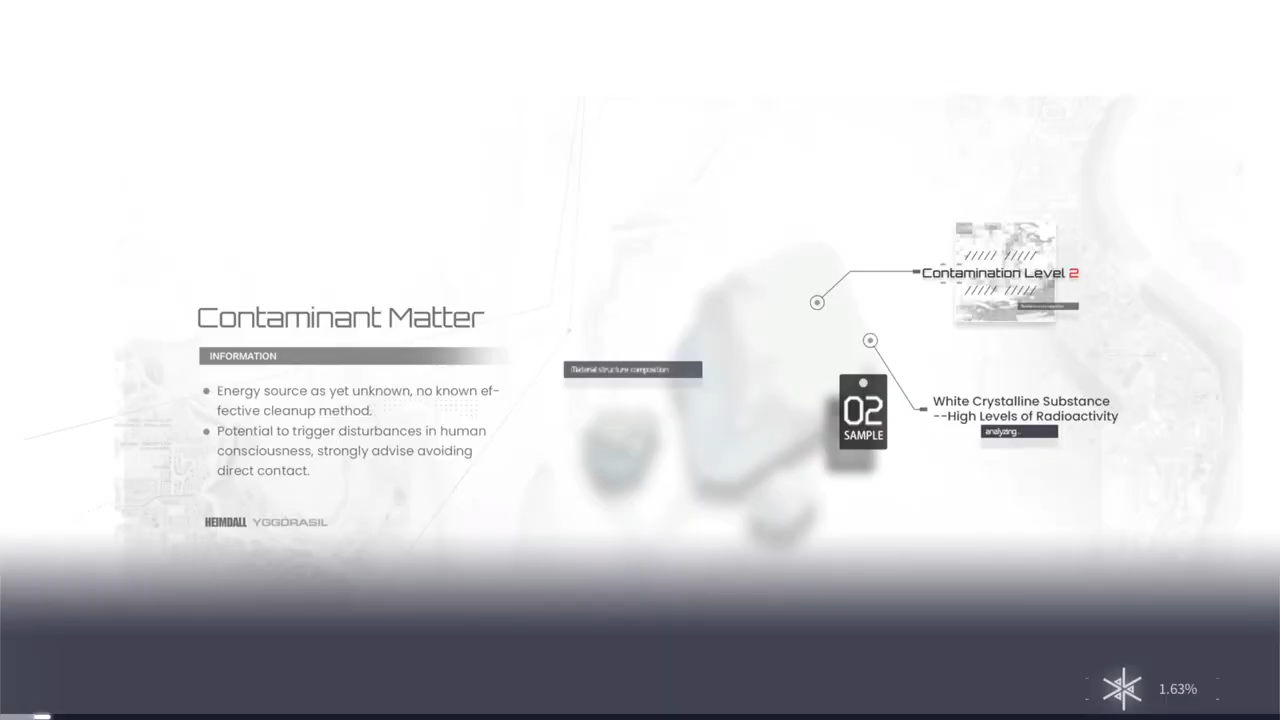 Contaminant Matter
INFORMATION
Energy source as yet unknown, no known ef-
fective cleanup method.
Potential to trigger disturbances in human
consciousness, strongly advise avoiding
direct contact.
HEIMDALL YGGDRASIL
Material structure composition
Contamination Level 2
02
SAMPLE
White Crystalline Substance
--High Levels of Radioactivity
analyzing...
1.63%